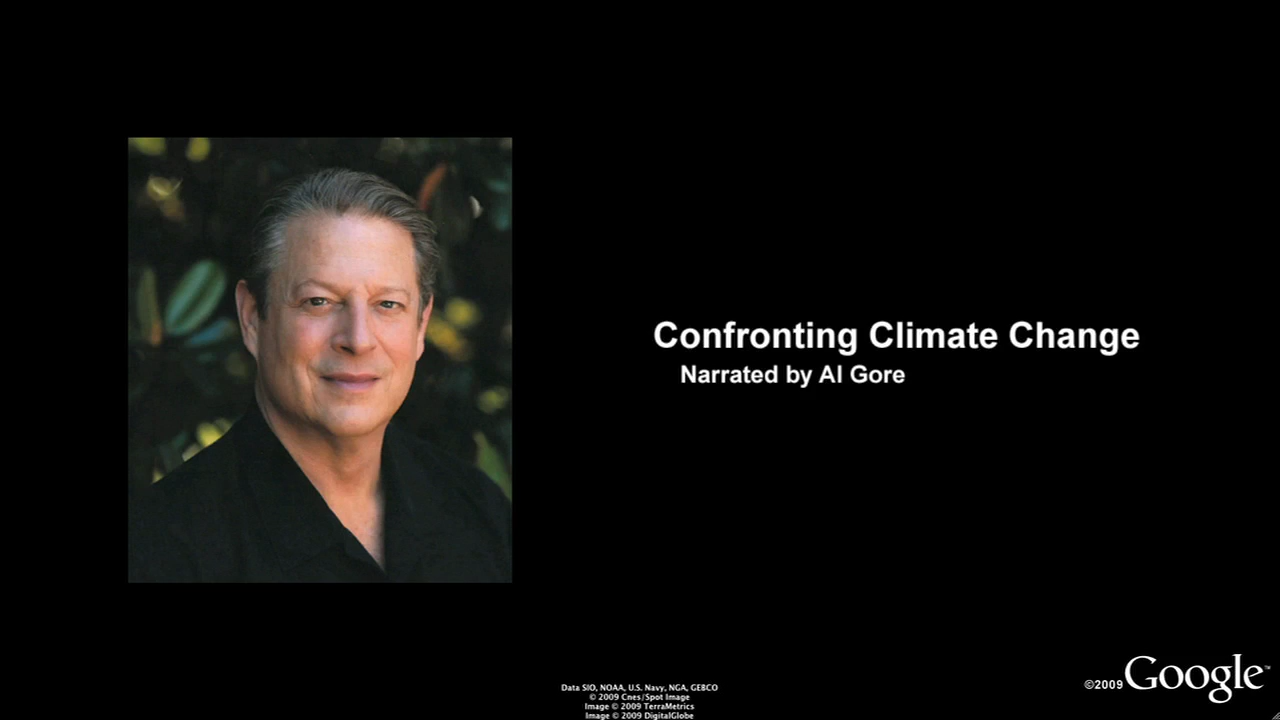 Confronting Climate Change
Narrated by Al Gore
Data SIO, NOAA, U.S. Navy, NGA, GEBCO
© 2009 Cnes/Spot Image
Image © 2009 TerraMetrics
Image © 2009 DigitalGlobe
©2009 Google™